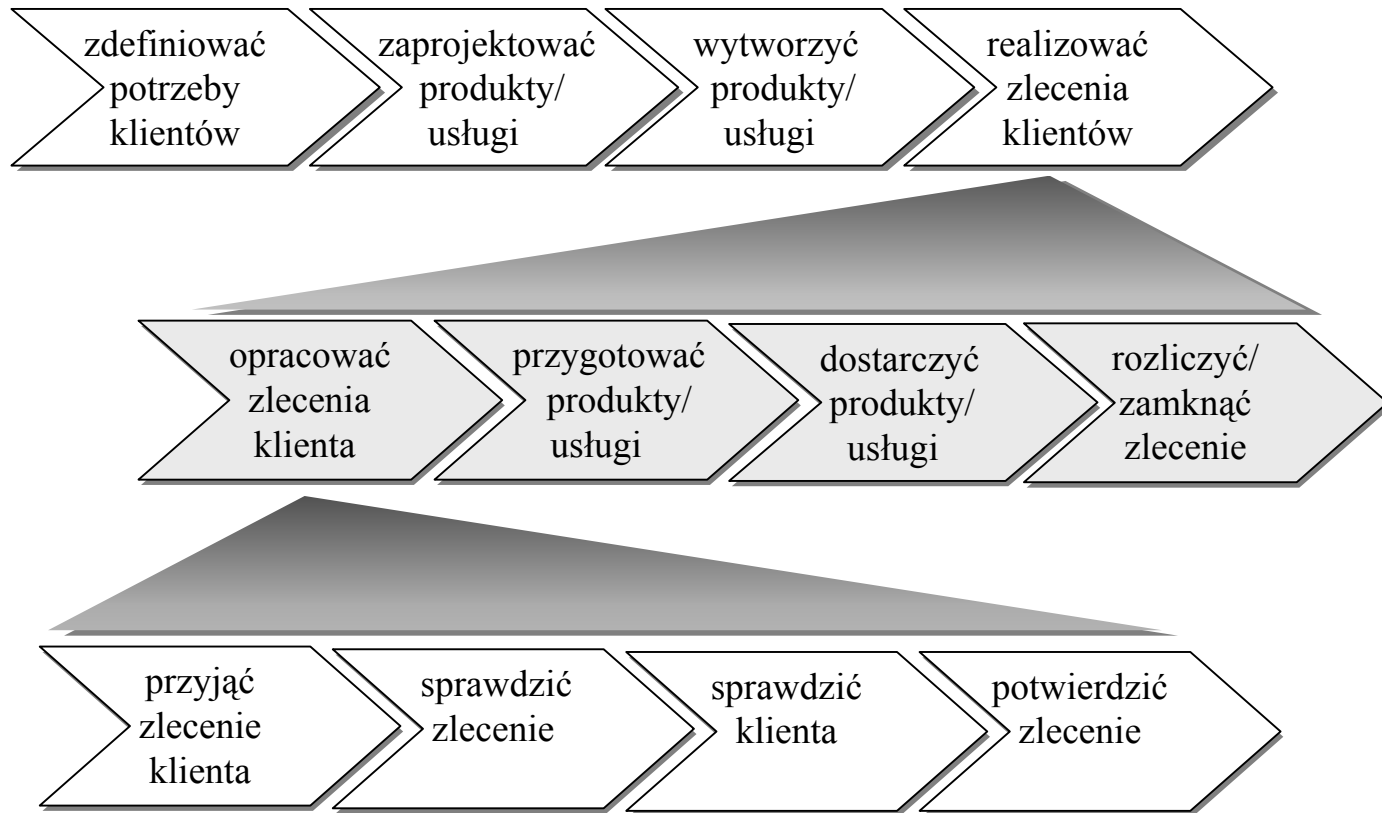 zdefiniować
potrzeby
klientów
zaprojektować
produkty/
usługi
wytworzyć
produkty/
usługi
realizować
zlecenia
klientów
opracować
zlecenia
klienta
przygotować
produkty/
usługi
dostarczyć
produkty/
usługi
rozliczyć/
zamknąć
zlecenie
przyjąć
zlecenie
klienta
sprawdzić
zlecenie
sprawdzić
klienta
potwierdzić
zlecenie